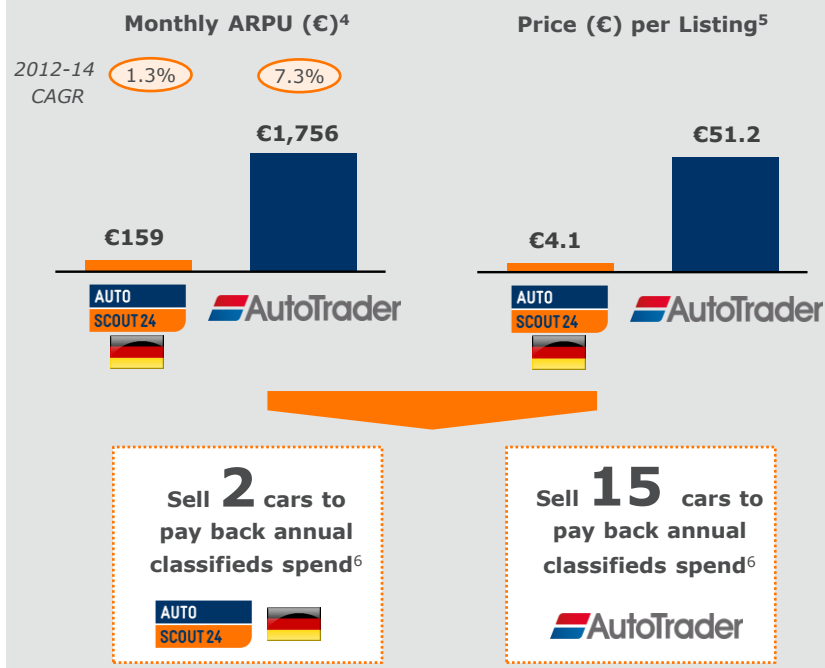 Monthly ARPU (€)4
Price (€) per Listing5
2012-14
CAGR
1.3%
7.3%
€1,756
€51.2
€159
€4.1
AUTO
SCOUT 24
AutoTrader
AUTO
SCOUT 24
AutoTrader
Sell 2 cars to
pay back annual
classifieds spend6
AUTO
SCOUT 24
Sell 15 cars to
pay back annual
classifieds spend6
AutoTrader